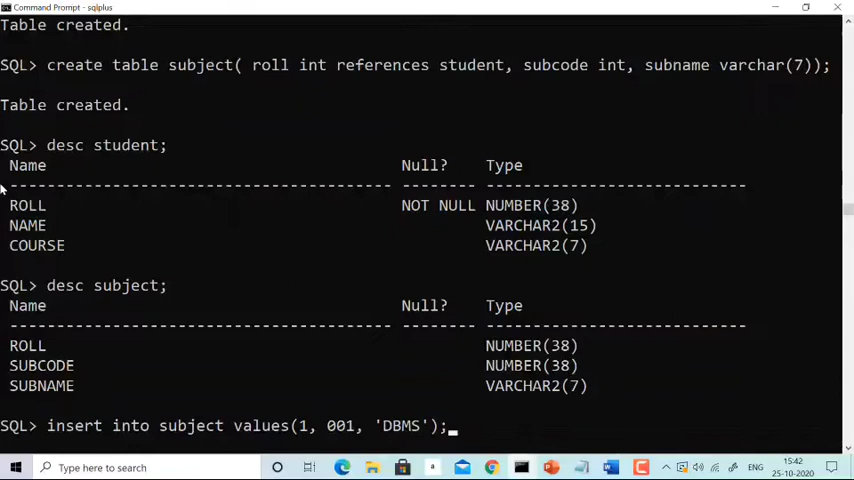 Command Prompt - sqlplus
Table created.
SQL> create table subject( roll int references student, subcode int, subname varchar(7));
Table created.
SQL> desc student;
Name Null? Type
----------------------------------------- -------- ----------------------------
ROLL NOT NULL NUMBER(38)
NAME VARCHAR2(15)
COURSE VARCHAR2(7)
SQL> desc subject;
Name Null? Type
----------------------------------------- -------- ----------------------------
ROLL NUMBER(38)
SUBCODE NUMBER(38)
SUBNAME VARCHAR2(7)
SQL> insert into subject values(1, 001, 'DBMS');
Type here to search
a
ENG
15:42
25-10-2020